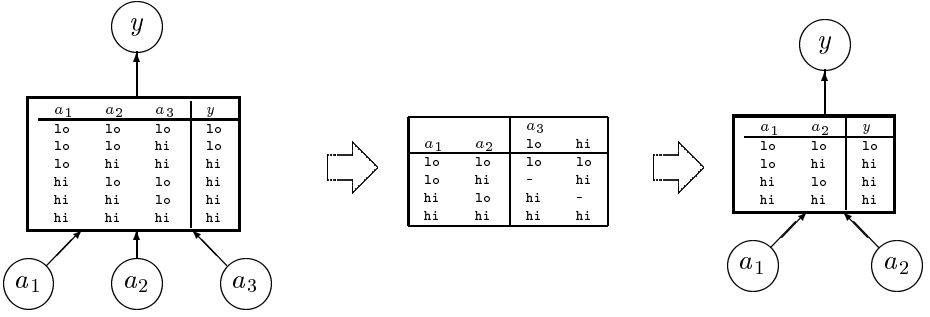 y
a1 a2 a3 y
lo lo lo lo
lo lo hi lo
lo hi hi hi
hi lo lo hi
hi hi lo hi
hi hi hi hi
a1
a2
a3
a3
a1 a2 lo hi
lo lo lo lo
lo hi - hi
hi lo hi -
hi hi hi hi
y
a1 a2 y
lo lo lo
lo hi hi
hi lo hi
hi hi hi
a1
a2